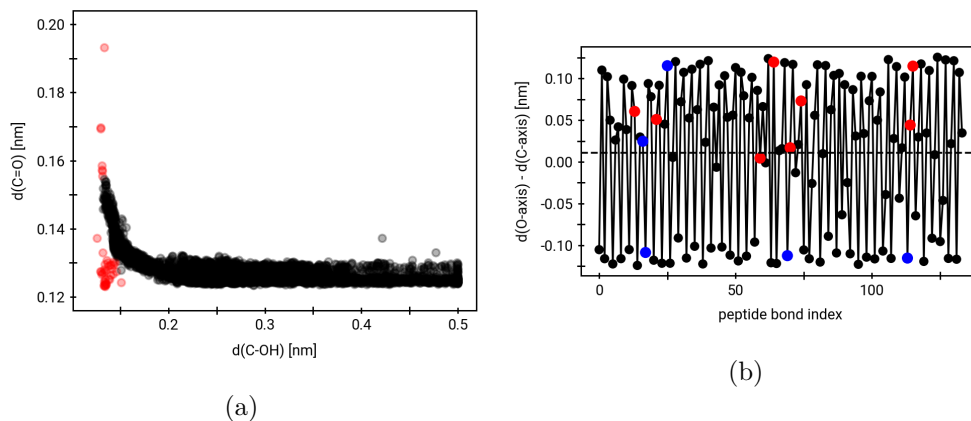 0.20
0.18
0.16
0.14
0.12
d(C=O) [nm]
0.2
0.3
0.4
0.5
d(C-OH) [nm]
(a)
0.10
0.05
0.00
-0.05
-0.10
d(O-axis) - d(C-axis) [nm]
0
50
100
peptide bond index
(b)